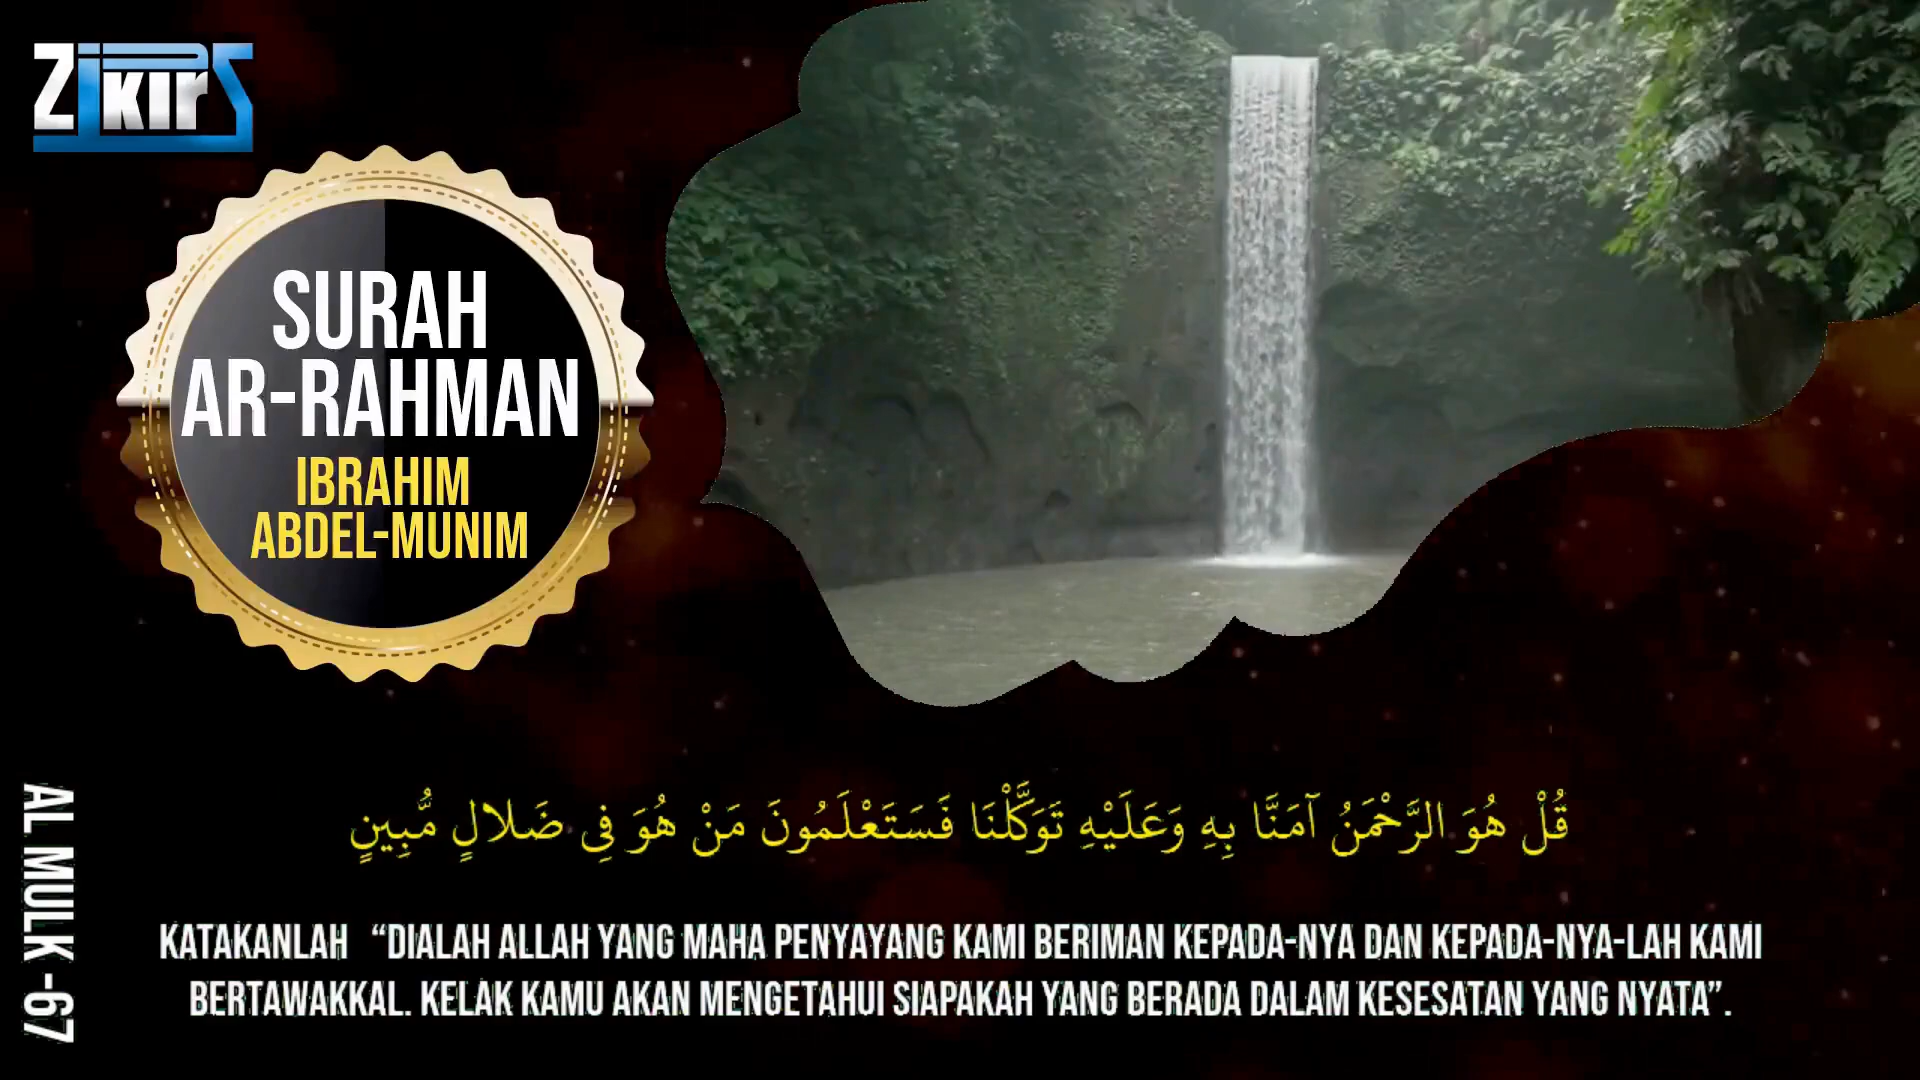 ZikirS
SURAH
AR-RAHMAN
IBRAHIM
ABDEL-MUNIM
قُلْ هُوَ الرَّحْمَنُ آمَنَّا بِهِ وَعَلَيْهِ تَوَكَّلْنَا فَسَتَعْلَمُونَ مَنْ هُوَ فِي ضَلالٍ مُّبِينٍ
KATAKANLAH “DIALAH ALLAH YANG MAHA PENYAYANG KAMI BERIMAN KEPADA-NYA DAN KEPADA-NYA-LAH KAMI
BERTAWAKKAL. KELAK KAMU AKAN MENGETAHUI SIAPAKAH YANG BERADA DALAM KESESATAN YANG NYATA”.
AL MULK -67